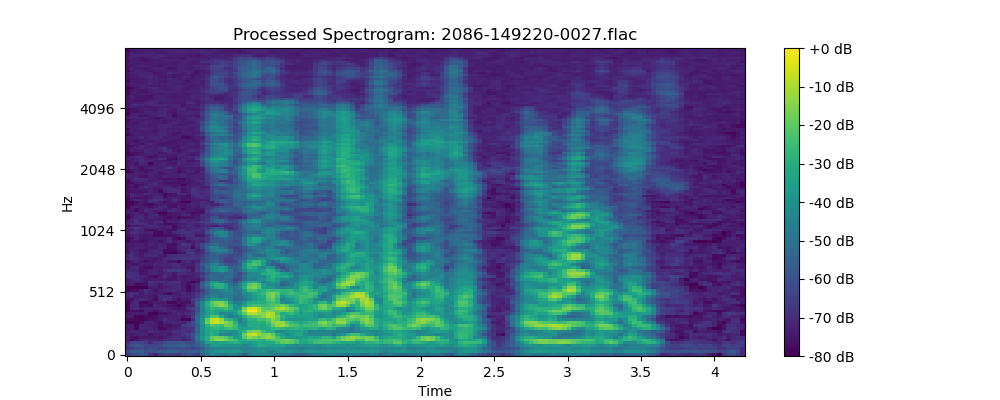 Processed Spectrogram: 2086-149220-0027.flac
Hz
4096
2048
1024
512
0
0
0.5
1
1.5
2
2.5
3
3.5
4
Time
+0 dB
-10 dB
-20 dB
-30 dB
-40 dB
-50 dB
-60 dB
-70 dB
-80 dB